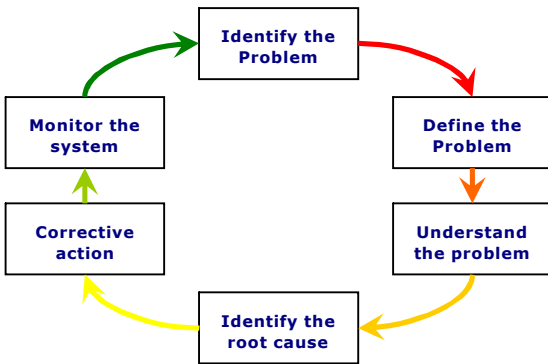 Identify the
Problem
Define the
Problem
Understand
the problem
Identify the
root cause
Corrective
action
Monitor the
system